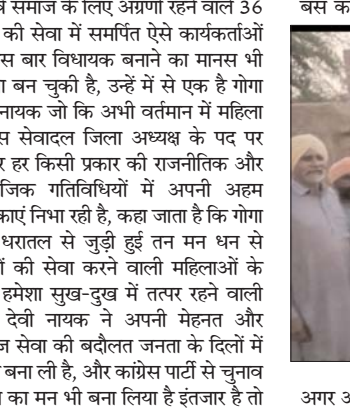 समाज के लिए अग्रणी रहने वाले 36
की सेवा में समर्पित ऐसे कार्यकर्ताओं
स बार विधायक बनाने का मानस भी
बन चुकी है, उन्हें में से एक है गोगा
नायक जो कि अभी वर्तमान में महिला
स सेवादल जिला अध्यक्ष के पद पर
र हर किसी प्रकार की राजनीतिक और
जिक गतिविधियों में अपनी अहम
काएं निभा रही है, कहा जाता है कि गोगा
धरातल से जुड़ी हुई तन मन धन से
ों की सेवा करने वाली महिलाओं के
हमेशा सुख-दुख में तत्पर रहने वाली
देवी नायक ने अपनी मेहनत और
ज सेवा की बदौलत जनता के दिलों में
बना ली है, और कांग्रेस पार्टी से चुनाव
का मन भी बना लिया है इंतजार है तो
बस
अगर